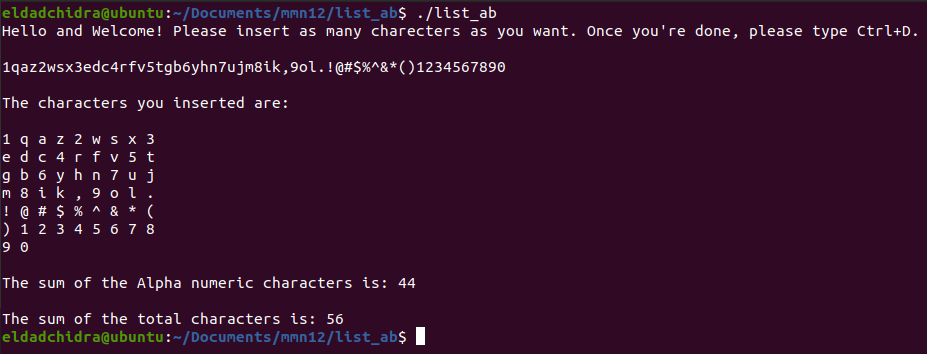 eldadchidra@ubuntu:~/Documents/mmn12/list_ab$ ./list_ab
Hello and Welcome! Please insert as many charecters as you want. Once you're done, please type Ctrl+D.
1qaz2wsx3edc4rfv5tgb6yhn7ujm8ik,9ol.!@#$%^&*()1234567890
The characters you inserted are:
1 q a z 2 w s x 3
e d c 4 r f v 5 t
g b 6 y h n 7 u j
m 8 i k , 9 o l .
! @ # $ % ^ & * (
) 1 2 3 4 5 6 7 8
9 0
The sum of the Alpha numeric characters is: 44
The sum of the total characters is: 56
eldadchidra@ubuntu:~/Documents/mmn12/list_ab$